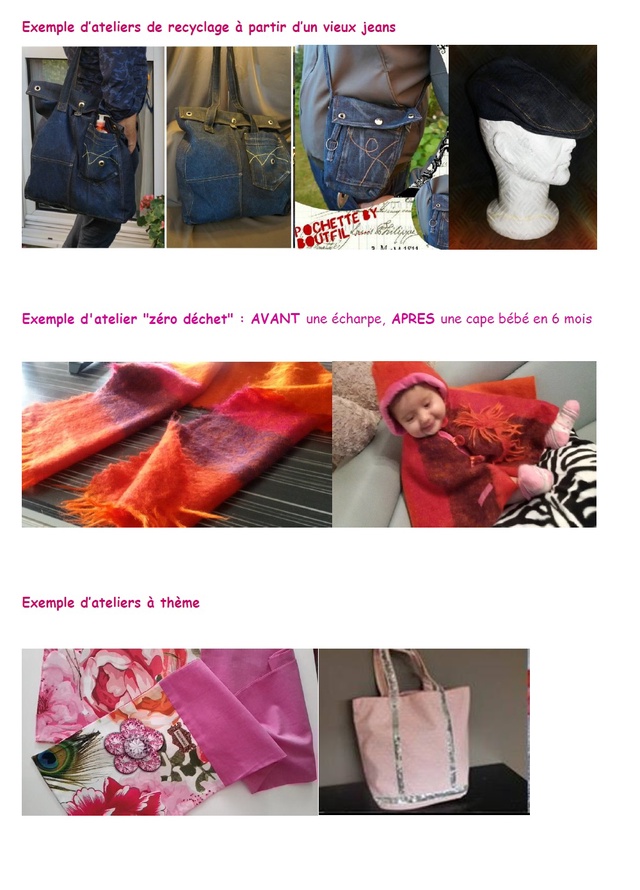 Exemple d’ateliers de recyclage à partir d’un vieux jeans
POCHETTE BY
BOUTFIL
Exemple d'atelier "zéro déchet" : AVANT une écharpe, APRES une cape bébé en 6 mois
Exemple d’ateliers à thème